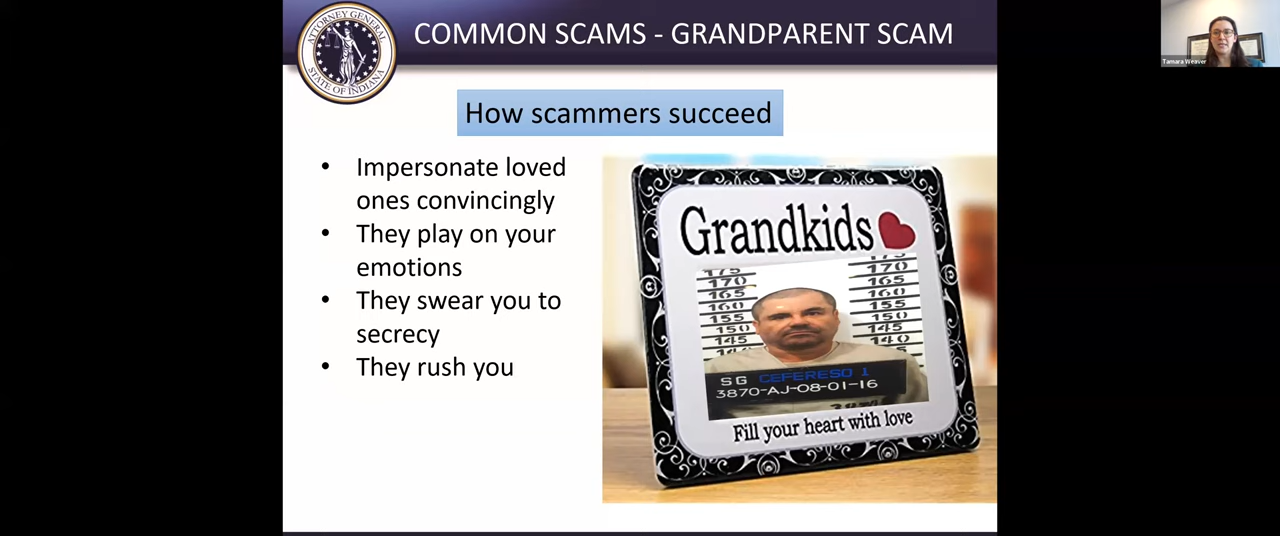 ATTORNEY GENERAL
STATE OF INDIANA
COMMON SCAMS - GRANDPARENT SCAM
Tamara Weaver
How scammers succeed
• Impersonate loved
ones convincingly
• They play on your
emotions
• They swear you to
secrecy
• They rush you
Grandkids
175 175
170 170
165 165
160 160
155 155
150 150
145 145
140 140
SG CEFERESO 1
3870-AJ-08-01-16
Fill your heart with love